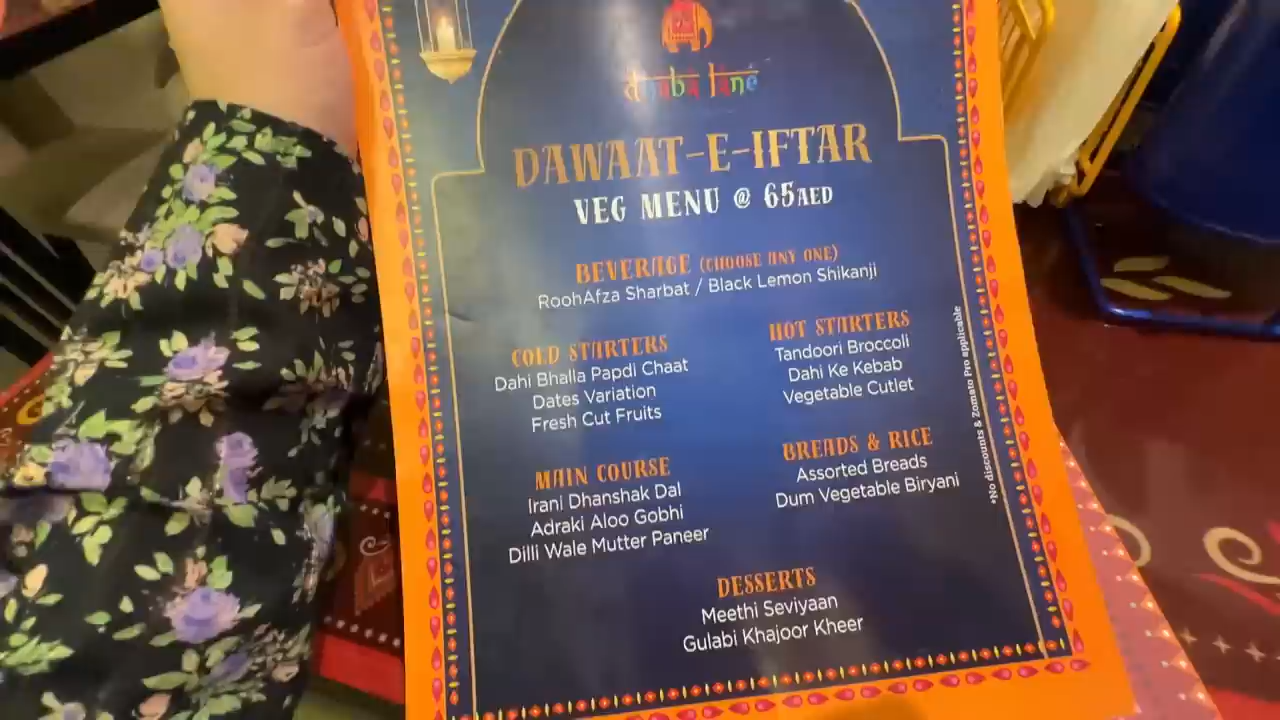 dhaba lane
DAWAAT-E-IFTAR
VEG MENU @ 65AED
BEVERAGE (CHOOSE ANY ONE)
RoohAfza Sharbat / Black Lemon Shikanji
COLD STARTERS
Dahi Bhalla Papdi Chaat
Dates Variation
Fresh Cut Fruits
HOT STARTERS
Tandoori Broccoli
Dahi Ke Kebab
Vegetable Cutlet
MAIN COURSE
Irani Dhanshak Dal
Adraki Aloo Gobhi
Dilli Wale Mutter Paneer
BREADS & RICE
Assorted Breads
Dum Vegetable Biryani
DESSERTS
Meethi Seviyaan
Gulabi Khajoor Kheer
*No discounts & Zomato Pro applicable